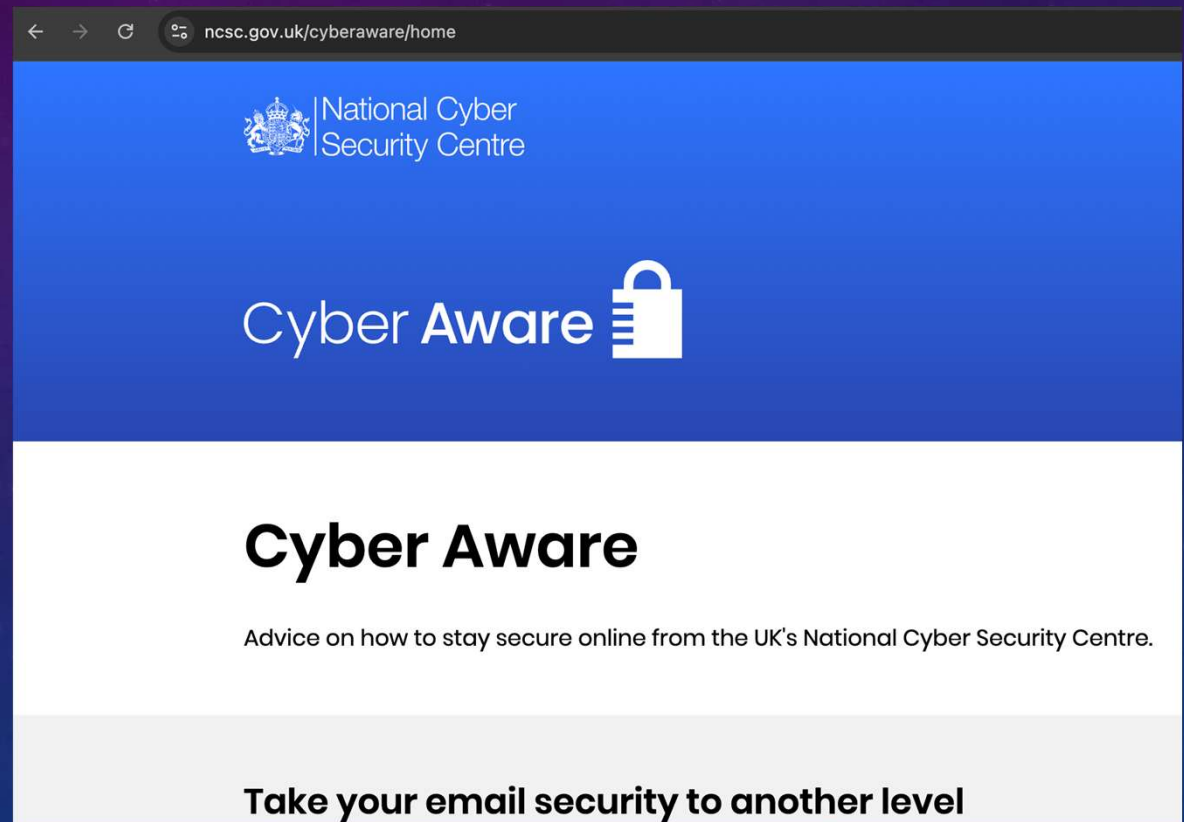 ncsc.gov.uk/cyberaware/home
National Cyber
Security Centre
Cyber Aware
Cyber Aware
Advice on how to stay secure online from the UK's National Cyber Security Centre.
Take your email security to another level